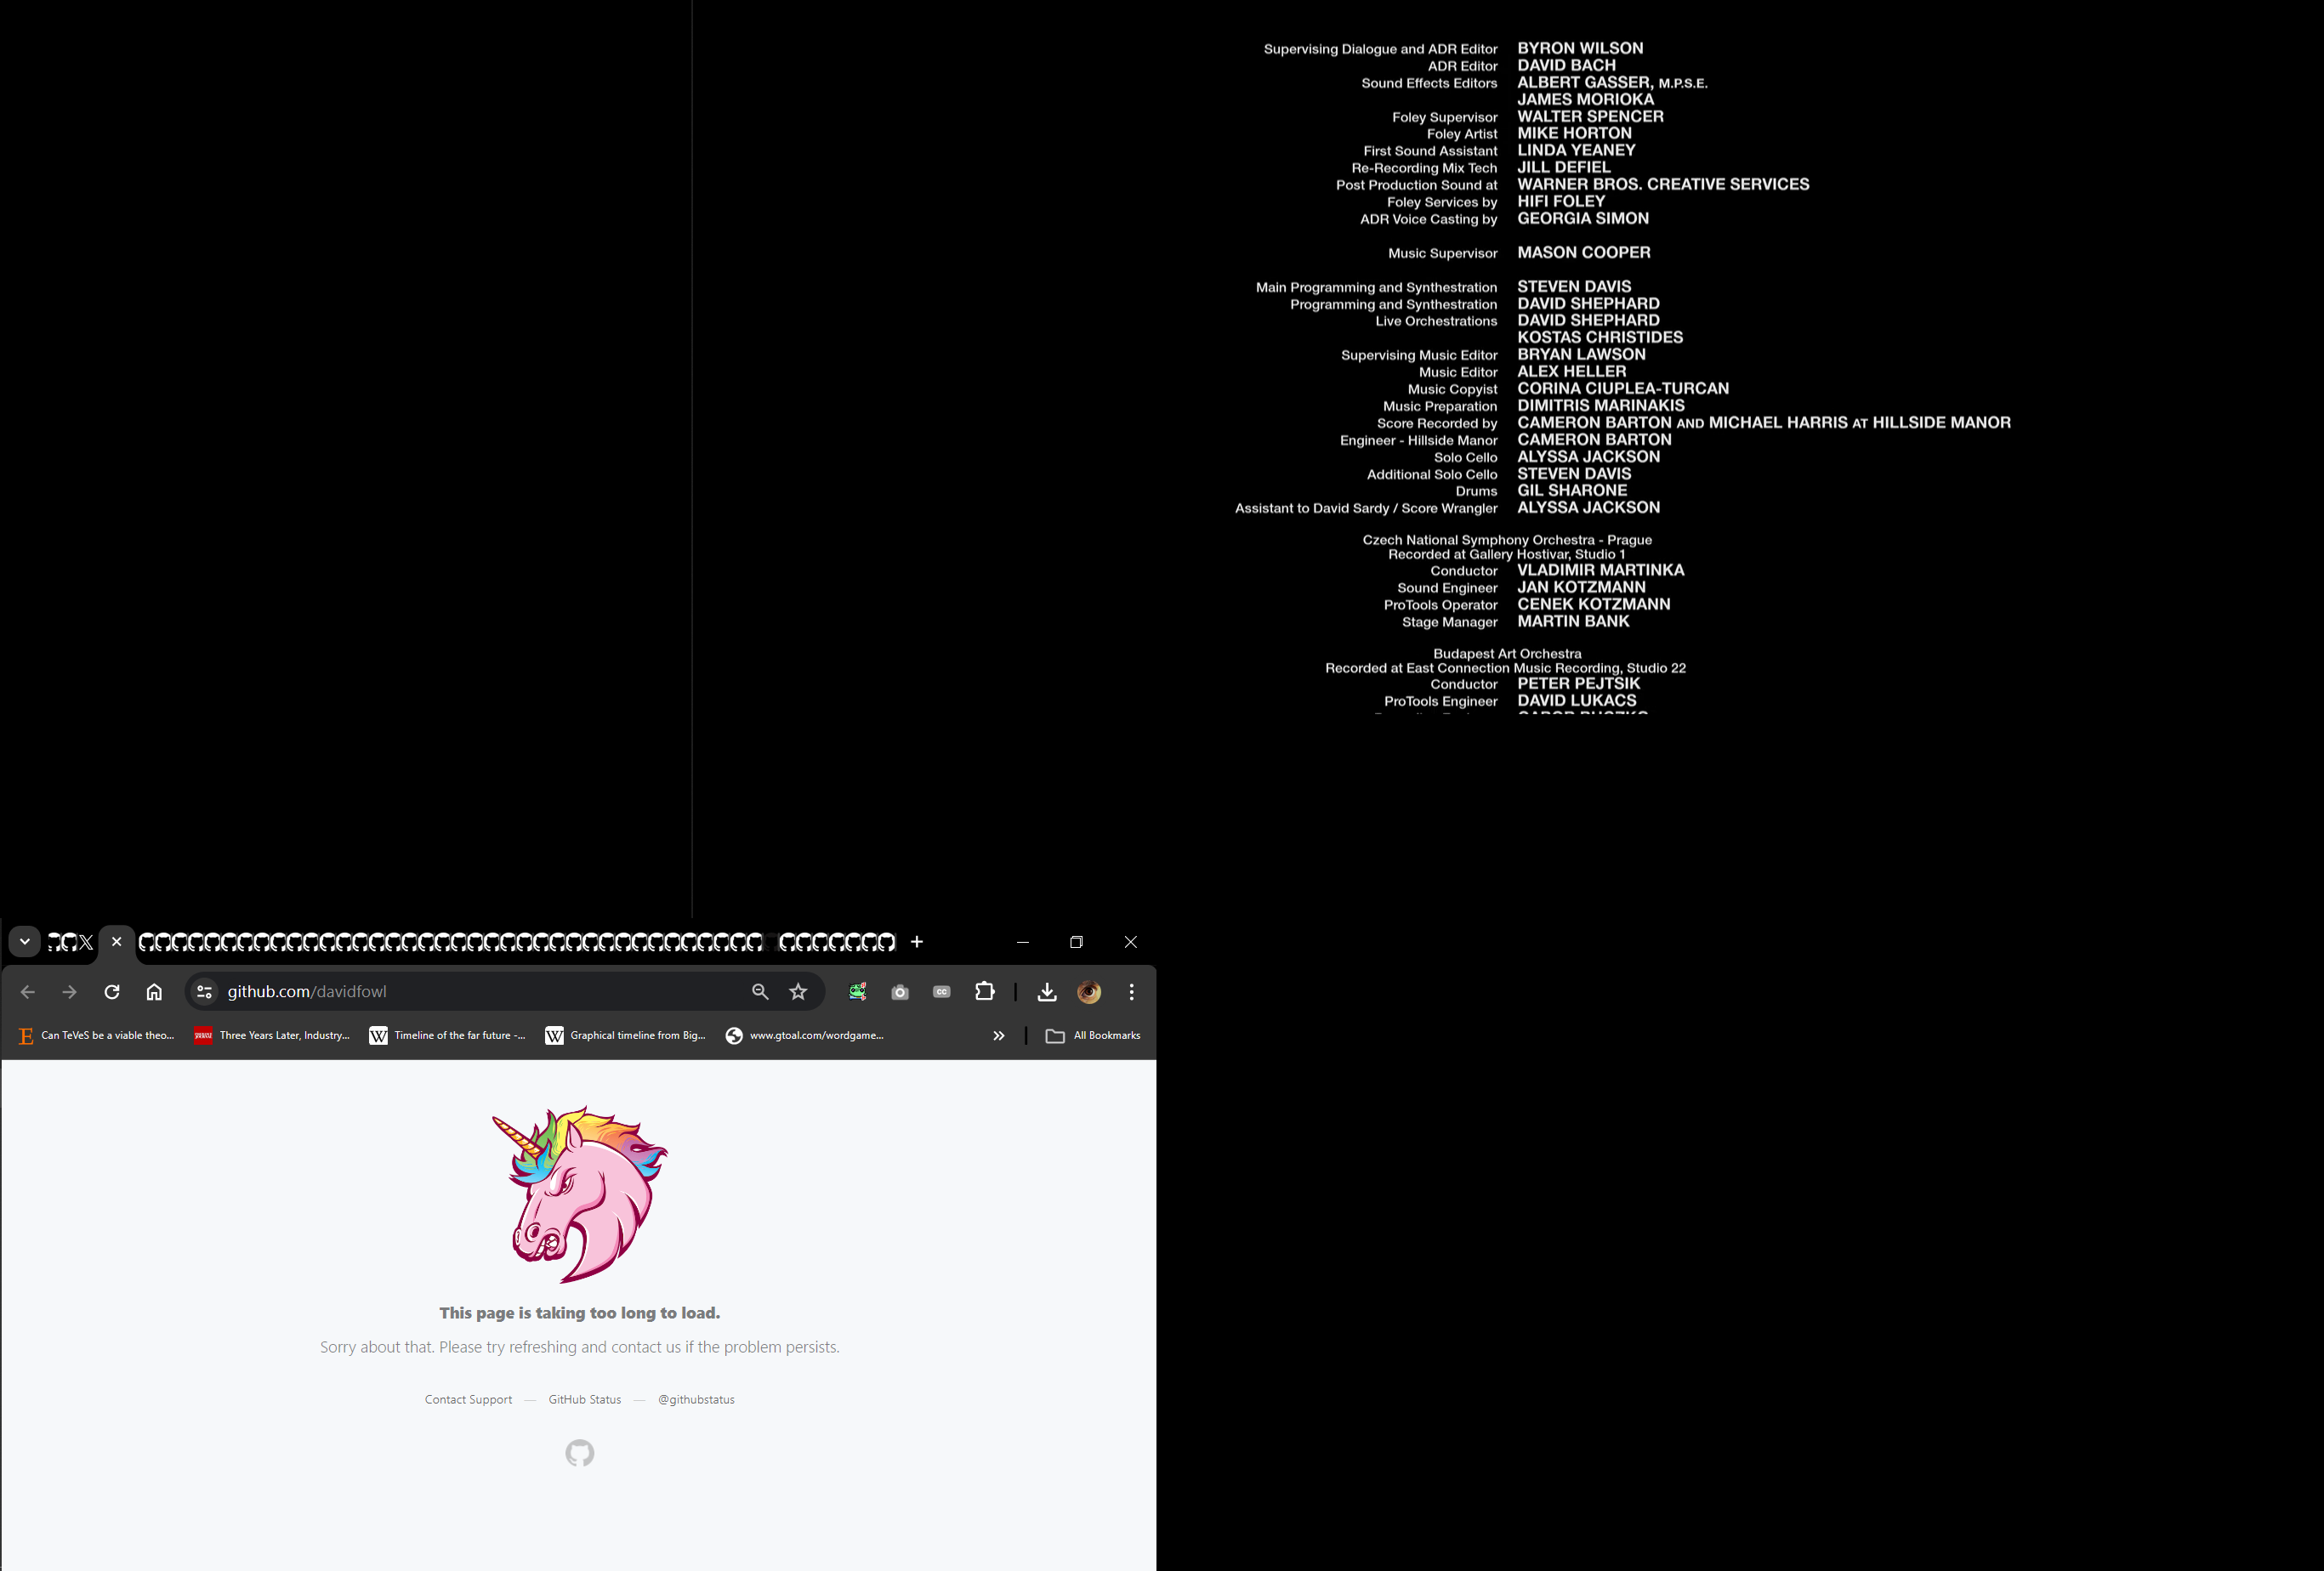 Supervising Dialogue and ADR Editor BYRON WILSON
ADR Editor DAVID BACH
Sound Effects Editors ALBERT GASSER, M.P.S.E.
JAMES MORIOKA
Foley Supervisor WALTER SPENCER
Foley Artist MIKE HORTON
First Sound Assistant LINDA YEANEY
Re-Recording Mix Tech JILL DEFIEL
Post Production Sound at WARNER BROS. CREATIVE SERVICES
Foley Services by HIFI FOLEY
ADR Voice Casting by GEORGIA SIMON
Music Supervisor MASON COOPER
Main Programming and Synthestration STEVEN DAVIS
Programming and Synthestration DAVID SHEPHARD
Live Orchestrations DAVID SHEPHARD
KOSTAS CHRISTIDES
Supervising Music Editor BRYAN LAWSON
Music Editor ALEX HELLER
Music Copyist CORINA CIUPLEA-TURCAN
Music Preparation DIMITRIS MARINAKIS
Score Recorded by CAMERON BARTON AND MICHAEL HARRIS AT HILLSIDE MANOR
Engineer - Hillside Manor CAMERON BARTON
Solo Cello ALYSSA JACKSON
Additional Solo Cello STEVEN DAVIS
Drums GIL SHARONE
Assistant to David Sardy / Score Wrangler ALYSSA JACKSON
Czech National Symphony Orchestra - Prague
Recorded at Gallery Hostivar, Studio 1
Conductor VLADIMIR MARTINKA
Sound Engineer JAN KOTZMANN
ProTools Operator CENEK KOTZMANN
Stage Manager MARTIN BANK
Budapest Art Orchestra
Recorded at East Connection Music Recording, Studio 22
Conductor PETER PEJTSIK
ProTools Engineer DAVID LUKACS
github.com/davidfowl
Can TeVeS be a viable theo... Three Years Later, Industry... Timeline of the far future -... Graphical timeline from Big... www.gtoal.com/wordgame... All Bookmarks
This page is taking too long to load.
Sorry about that. Please try refreshing and contact us if the problem persists.
Contact Support — GitHub Status — @githubstatus